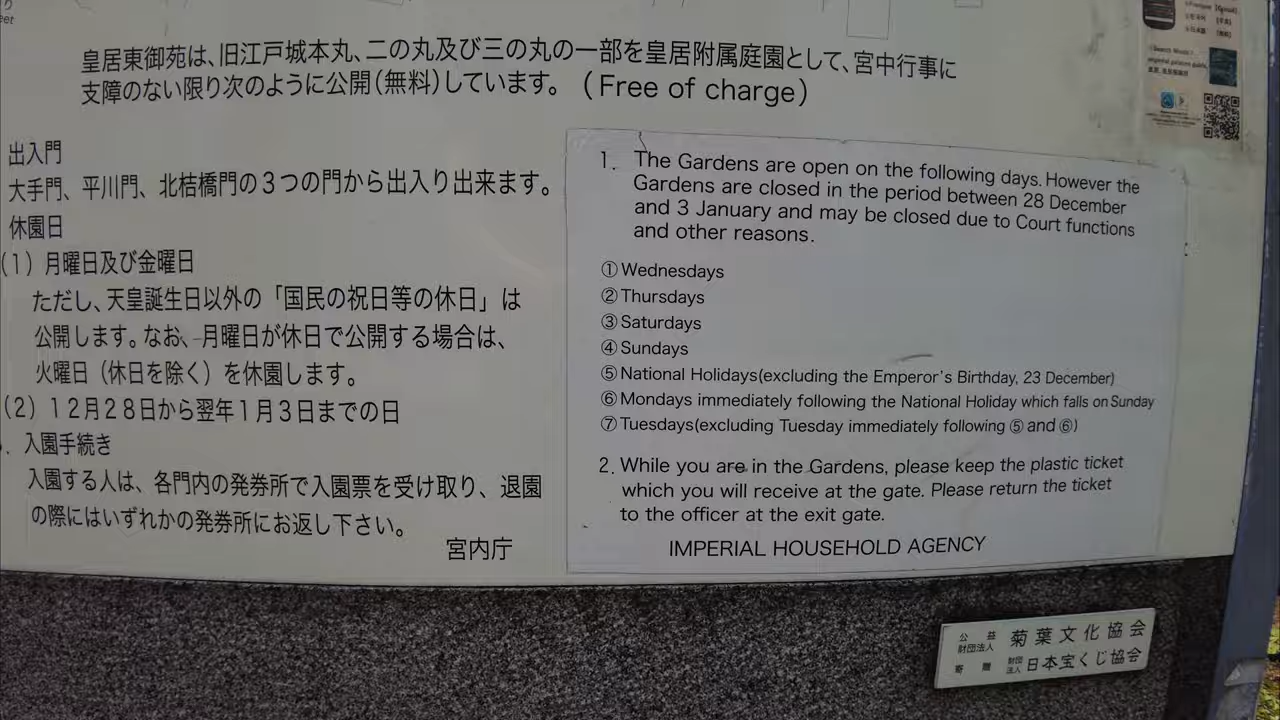 皇居東御苑は、旧江戸城本丸、二の丸及び三の丸の一部を皇居附属庭園として、宮中行事に
支障のない限り次のように公開（無料）しています。（Free of charge）
出入門
大手門、平川門、北桔橋門の３つの門から出入り出来ます。
休園日
（1）月曜日及び金曜日
ただし、天皇誕生日以外の「国民の祝日等の休日」は
公開します。なお、月曜日が休日で公開する場合は、
火曜日（休日を除く）を休園します。
（2）１２月２８日から翌年１月３日までの日
入園手続き
入園する人は、各門内の発券所で入園票を受け取り、退園
の際にはいずれかの発券所にお返し下さい。
宮内庁
1. The Gardens are open on the following days. However the
Gardens are closed in the period between 28 December
and 3 January and may be closed due to Court functions
and other reasons.
①Wednesdays
②Thursdays
③Saturdays
④Sundays
⑤National Holidays(excluding the Emperor's Birthday, 23 December)
⑥Mondays immediately following the National Holiday which falls on Sunday
⑦Tuesdays(excluding Tuesday immediately following ⑤ and ⑥)
2. While you are in the Gardens, please keep the plastic ticket
which you will receive at the gate. Please return the ticket
to the officer at the exit gate.
IMPERIAL HOUSEHOLD AGENCY
公益財団法人 菊葉文化協会
寄贈 財団法人 日本宝くじ協会